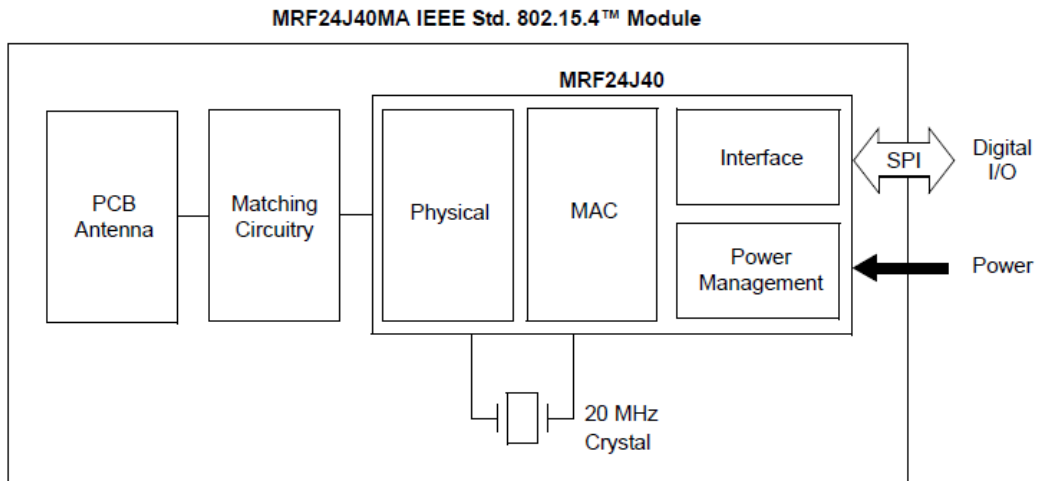 MRF24J40MA IEEE Std. 802.15.4™ Module
MRF24J40
PCB
Antenna
Matching
Circuitry
Physical
MAC
Interface
Power
Management
SPI
Digital
I/O
Power
20 MHz
Crystal